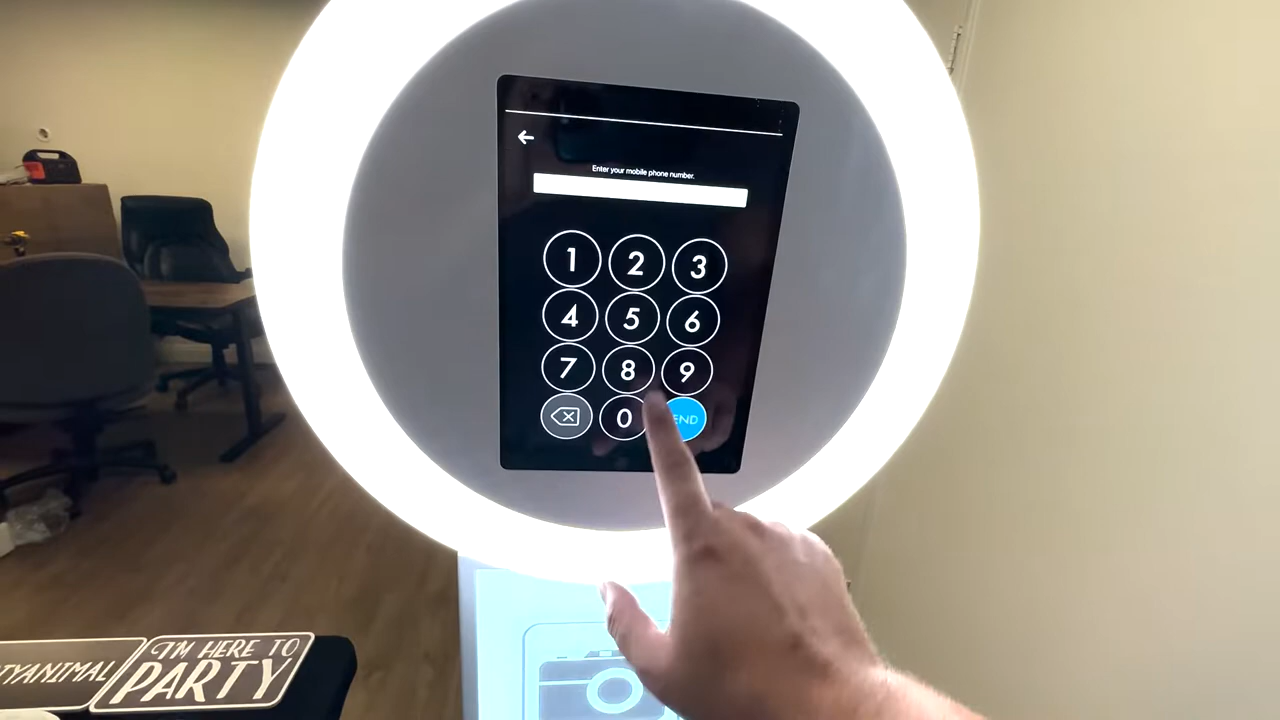 Enter your mobile phone number.
1 2 3
4 5 6
7 8 9
0 END
TYANIMAL
I'M HERE TO
PARTY